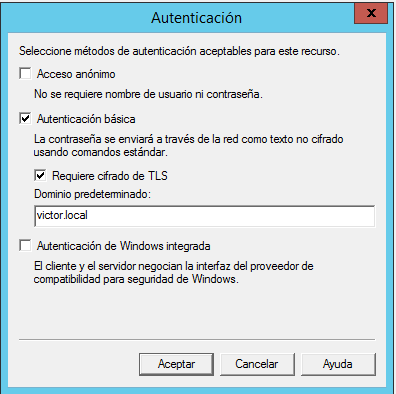 Autenticación
x
Seleccione métodos de autenticación aceptables para este recurso.
Acceso anónimo
No se requiere nombre de usuario ni contraseña.
Autenticación básica
La contraseña se enviará a través de la red como texto no cifrado
usando comandos estándar.
Requiere cifrado de TLS
Dominio predeterminado:
victor.local
Autenticación de Windows integrada
El cliente y el servidor negocian la interfaz del proveedor de
compatibilidad para seguridad de Windows.
Aceptar
Cancelar
Ayuda